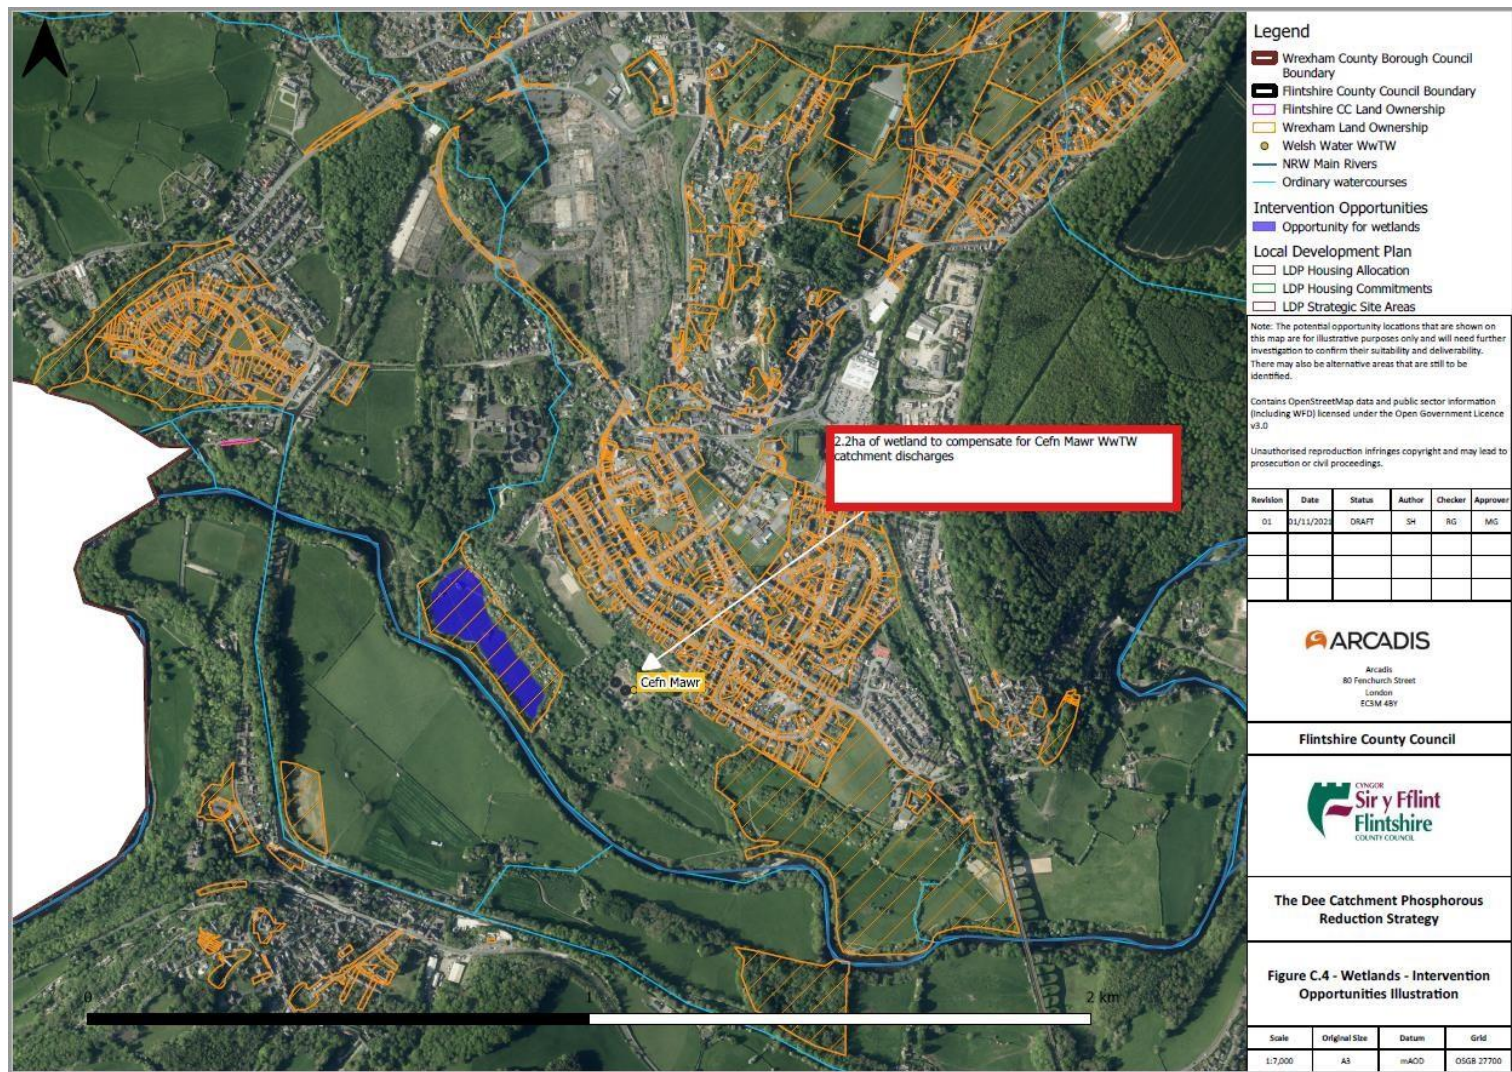 Legend
Wrexham County Borough Council
Boundary
Flintshire County Council Boundary
Flintshire CC Land Ownership
Wrexham Land Ownership
Welsh Water WwTW
NRW Main Rivers
Ordinary watercourses
Intervention Opportunities
Opportunity for wetlands
Local Development Plan
LDP Housing Allocation
LDP Housing Commitments
LDP Strategic Site Areas
Note: The potential opportunity locations that are shown on
this map are for illustrative purposes only and will need further
investigation to confirm their suitability and deliverability.
There may also be alternative areas that are still to be
identified.
Contains OpenStreetMap data and public sector information
(including WFD) licensed under the Open Government Licence
v3.0
Unauthorised reproduction infringes copyright and may lead to
prosecution or civil proceedings.
Revision Date Status Author Checker Approver
01 01/11/2021 DRAFT SH RG MG
ARCADIS
Arcadis
80 Fenchurch Street
London
EC3M 4BY
Flintshire County Council
CYNGOR
Sir y Fflint
Flintshire
COUNTY COUNCIL
The Dee Catchment Phosphorous
Reduction Strategy
Figure C.4 - Wetlands - Intervention
Opportunities Illustration
Scale Original Size Datum Grid
1:7,000 A3 mAOD OSGB 27700
2.2ha of wetland to compensate for Cefn Mawr WwTW
catchment discharges
Cefn Mawr
0 1 2 km